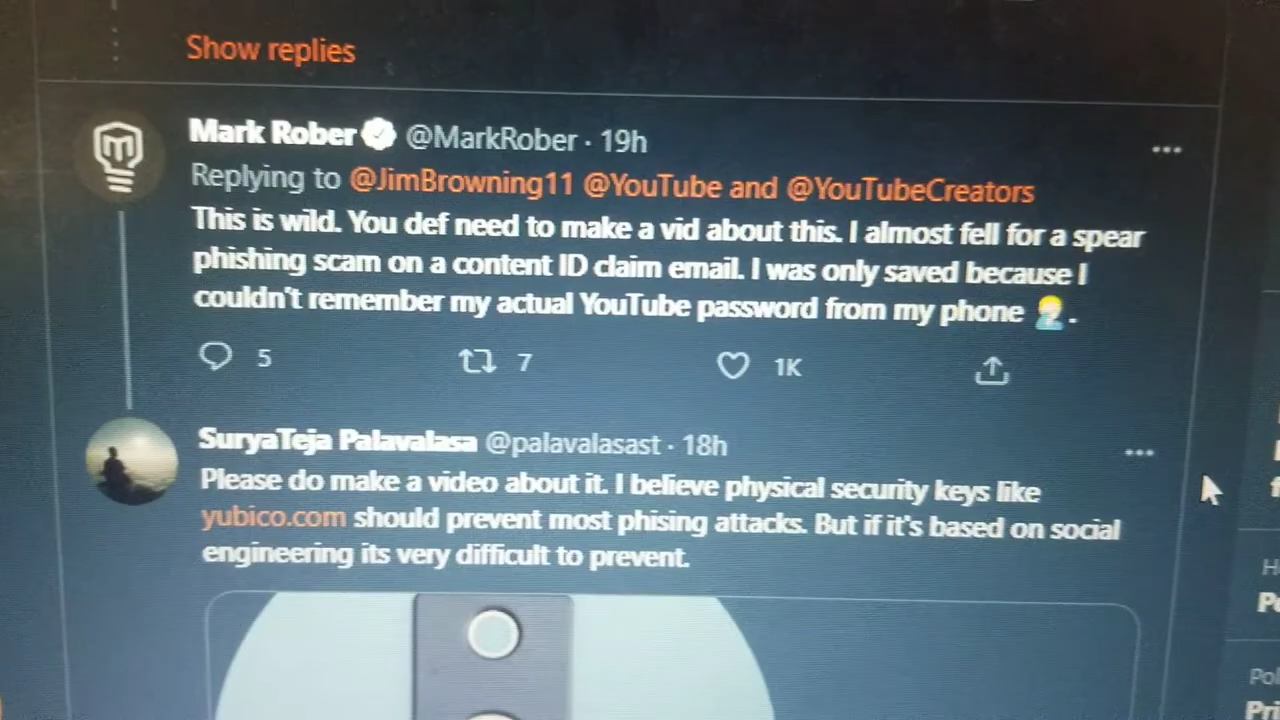 Show replies
Mark Rober @MarkRober · 19h
Replying to @JimBrowning11 @YouTube and @YouTubeCreators
This is wild. You def need to make a vid about this. I almost fell for a spear
phishing scam on a content ID claim email. I was only saved because I
couldn't remember my actual YouTube password from my phone 🤦‍♂️.
5 7 1K
SuryaTeja Palavalasa @palavalasast · 18h
Please do make a video about it. I believe physical security keys like
yubico.com should prevent most phising attacks. But if it's based on social
engineering its very difficult to prevent.